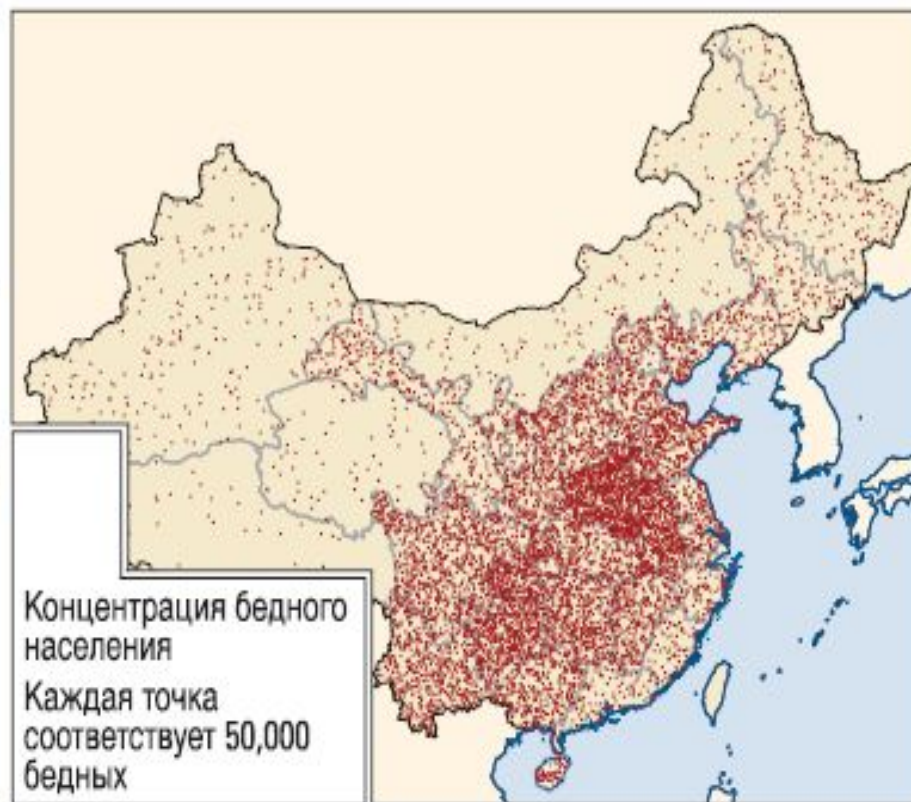 Концентрация бедного
населения
Каждая точка
соответствует 50,000
бедных